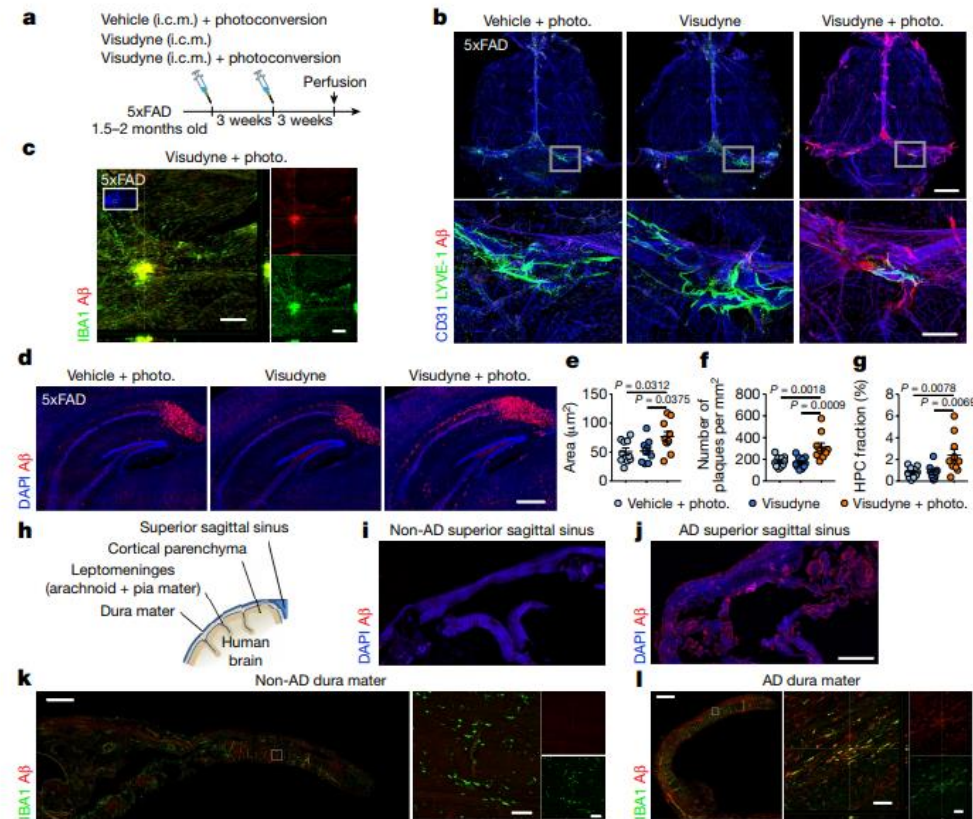 a
Vehicle (i.c.m.) + photoconversion
Visudyne (i.c.m.)
Visudyne (i.c.m.) + photoconversion
Perfusion
5xFAD
1.5–2 months old
3 weeks
3 weeks
b
Vehicle + photo.
Visudyne
Visudyne + photo.
5xFAD
CD31 LYVE-1 Aβ
c
Visudyne + photo.
5xFAD
IBA1 Aβ
d
Vehicle + photo.
Visudyne
Visudyne + photo.
5xFAD
DAPI Aβ
e
P = 0.0312
P = 0.0375
Area (μm²)
150
100
50
0
f
P = 0.0018
P = 0.0009
Number of
plaques per mm²
800
600
400
200
0
g
P = 0.0078
P = 0.0069
HPC fraction (%)
8
6
4
2
0
Vehicle + photo.
Visudyne
Visudyne + photo.
h
Superior sagittal sinus
Cortical parenchyma
Leptomeninges
(arachnoid + pia mater)
Dura mater
Human
brain
i
Non-AD superior sagittal sinus
DAPI Aβ
j
AD superior sagittal sinus
DAPI Aβ
k
Non-AD dura mater
IBA1 Aβ
l
AD dura mater
IBA1 Aβ